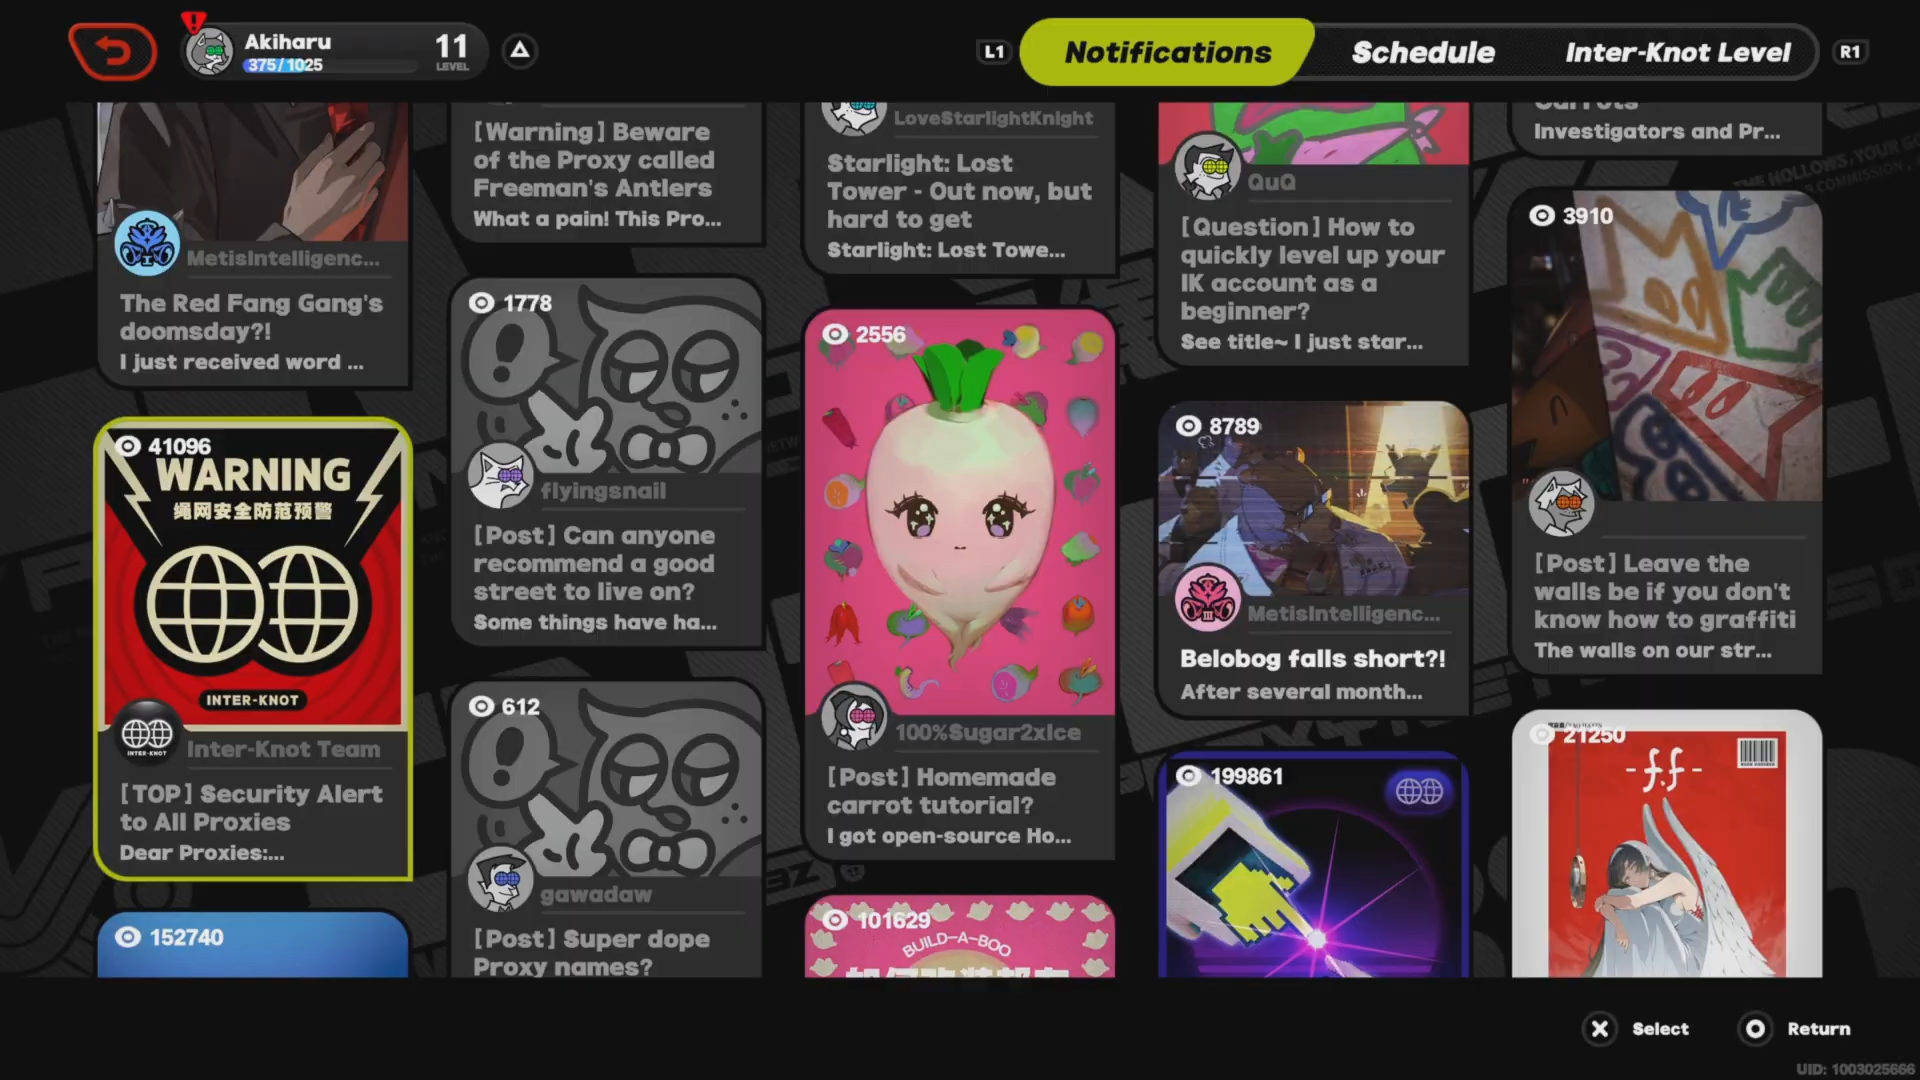 Akiharu
375/1025
11
LEVEL
L1
Notifications
Schedule
Inter-Knot Level
R1
MetisIntelligenc...
The Red Fang Gang's
doomsday?!
I just received word ...
41096
WARNING
绳网安全防范预警
INTER-KNOT
INTER-KNOT
Inter-Knot Team
[TOP] Security Alert
to All Proxies
Dear Proxies:...
152740
[Warning] Beware
of the Proxy called
Freeman's Antlers
What a pain! This Pro...
1778
flyingsnail
[Post] Can anyone
recommend a good
street to live on?
Some things have ha...
612
gawadaw
[Post] Super dope
Proxy names?
LoveStarlightKnight
Starlight: Lost
Tower - Out now, but
hard to get
Starlight: Lost Towe...
2556
100%Sugar2xIce
[Post] Homemade
carrot tutorial?
I got open-source Ho...
101629
BUILD-A-BOO
QuQ
[Question] How to
quickly level up your
IK account as a
beginner?
See title~ I just star...
8789
MetisIntelligenc...
Belobog falls short?!
After several month...
199861
Carrots
Investigators and Pr...
3910
[Post] Leave the
walls be if you don't
know how to graffiti
The walls on our str...
21250
-f.f-
Select
Return
UID: 1003025666